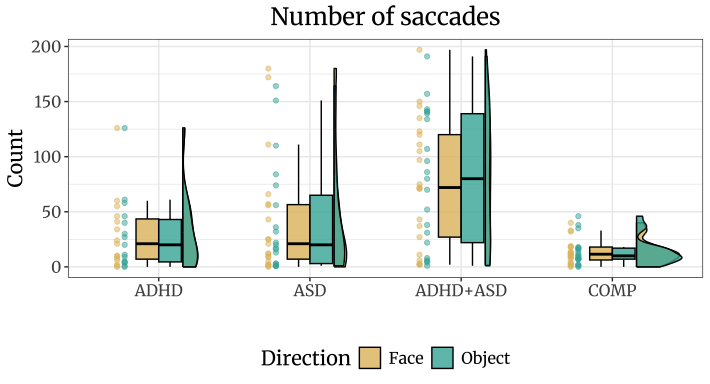 Number of saccades
Count
200
150
100
50
0
ADHD ASD ADHD+ASD COMP
Direction Face Object